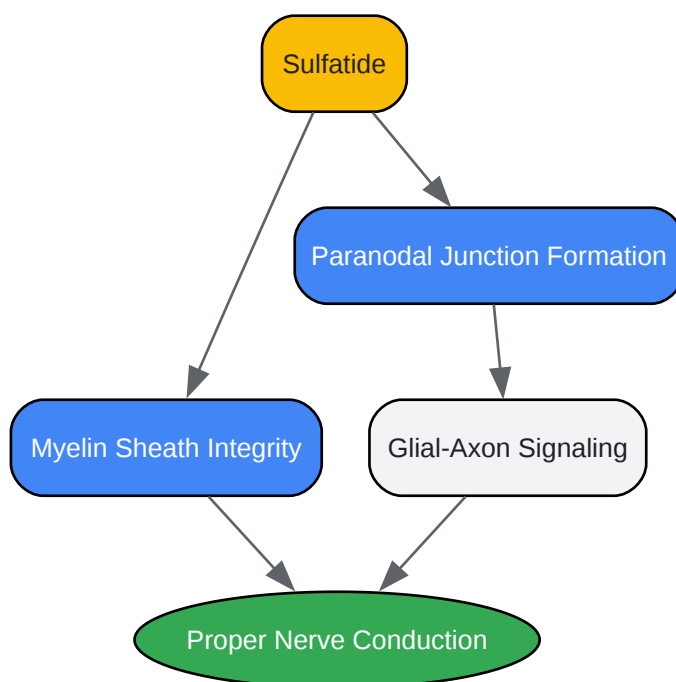 Sulfatide
Paranodal Junction Formation
Myelin Sheath Integrity
Glial-Axon Signaling
Proper Nerve Conduction